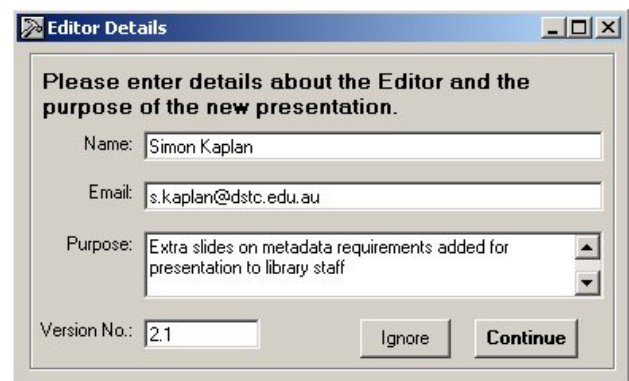 Editor Details
Please enter details about the Editor and the
purpose of the new presentation.
Name: Simon Kaplan
Email: s.kaplan@dstc.edu.au
Purpose: Extra slides on metadata requirements added for
presentation to library staff
Version No.: 2.1 Ignore Continue